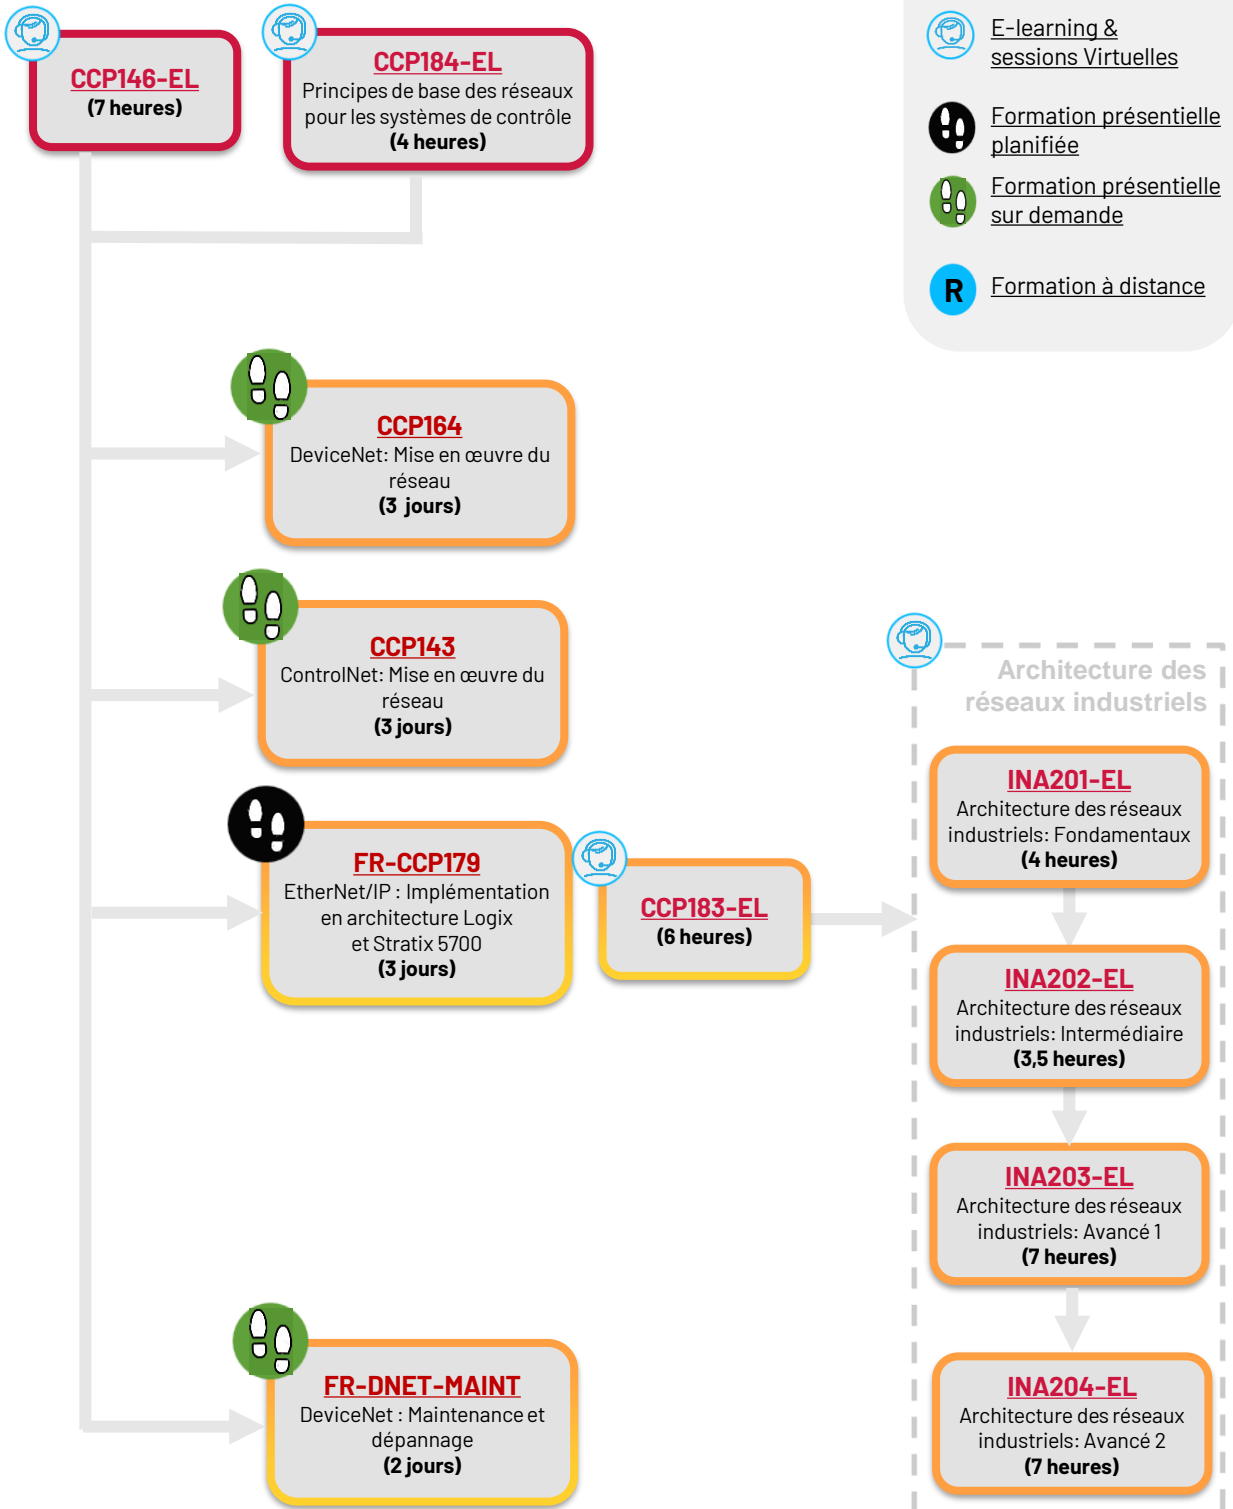 CCP146-EL
(7 heures)
CCP184-EL
Principes de base des réseaux
pour les systèmes de contrôle
(4 heures)
E-learning &
sessions Virtuelles
Formation présentielle
planifiée
Formation présentielle
sur demande
R
Formation à distance
CCP164
DeviceNet: Mise en œuvre du
réseau
(3 jours)
CCP143
ControlNet: Mise en œuvre du
réseau
(3 jours)
FR-CCP179
EtherNet/IP : Implémentation
en architecture Logix
et Stratix 5700
(3 jours)
CCP183-EL
(6 heures)
Architecture des
réseaux industriels
INA201-EL
Architecture des réseaux
industriels: Fondamentaux
(4 heures)
INA202-EL
Architecture des réseaux
industriels: Intermédiaire
(3,5 heures)
INA203-EL
Architecture des réseaux
industriels: Avancé 1
(7 heures)
INA204-EL
Architecture des réseaux
industriels: Avancé 2
(7 heures)
FR-DNET-MAINT
DeviceNet : Maintenance et
dépannage
(2 jours)